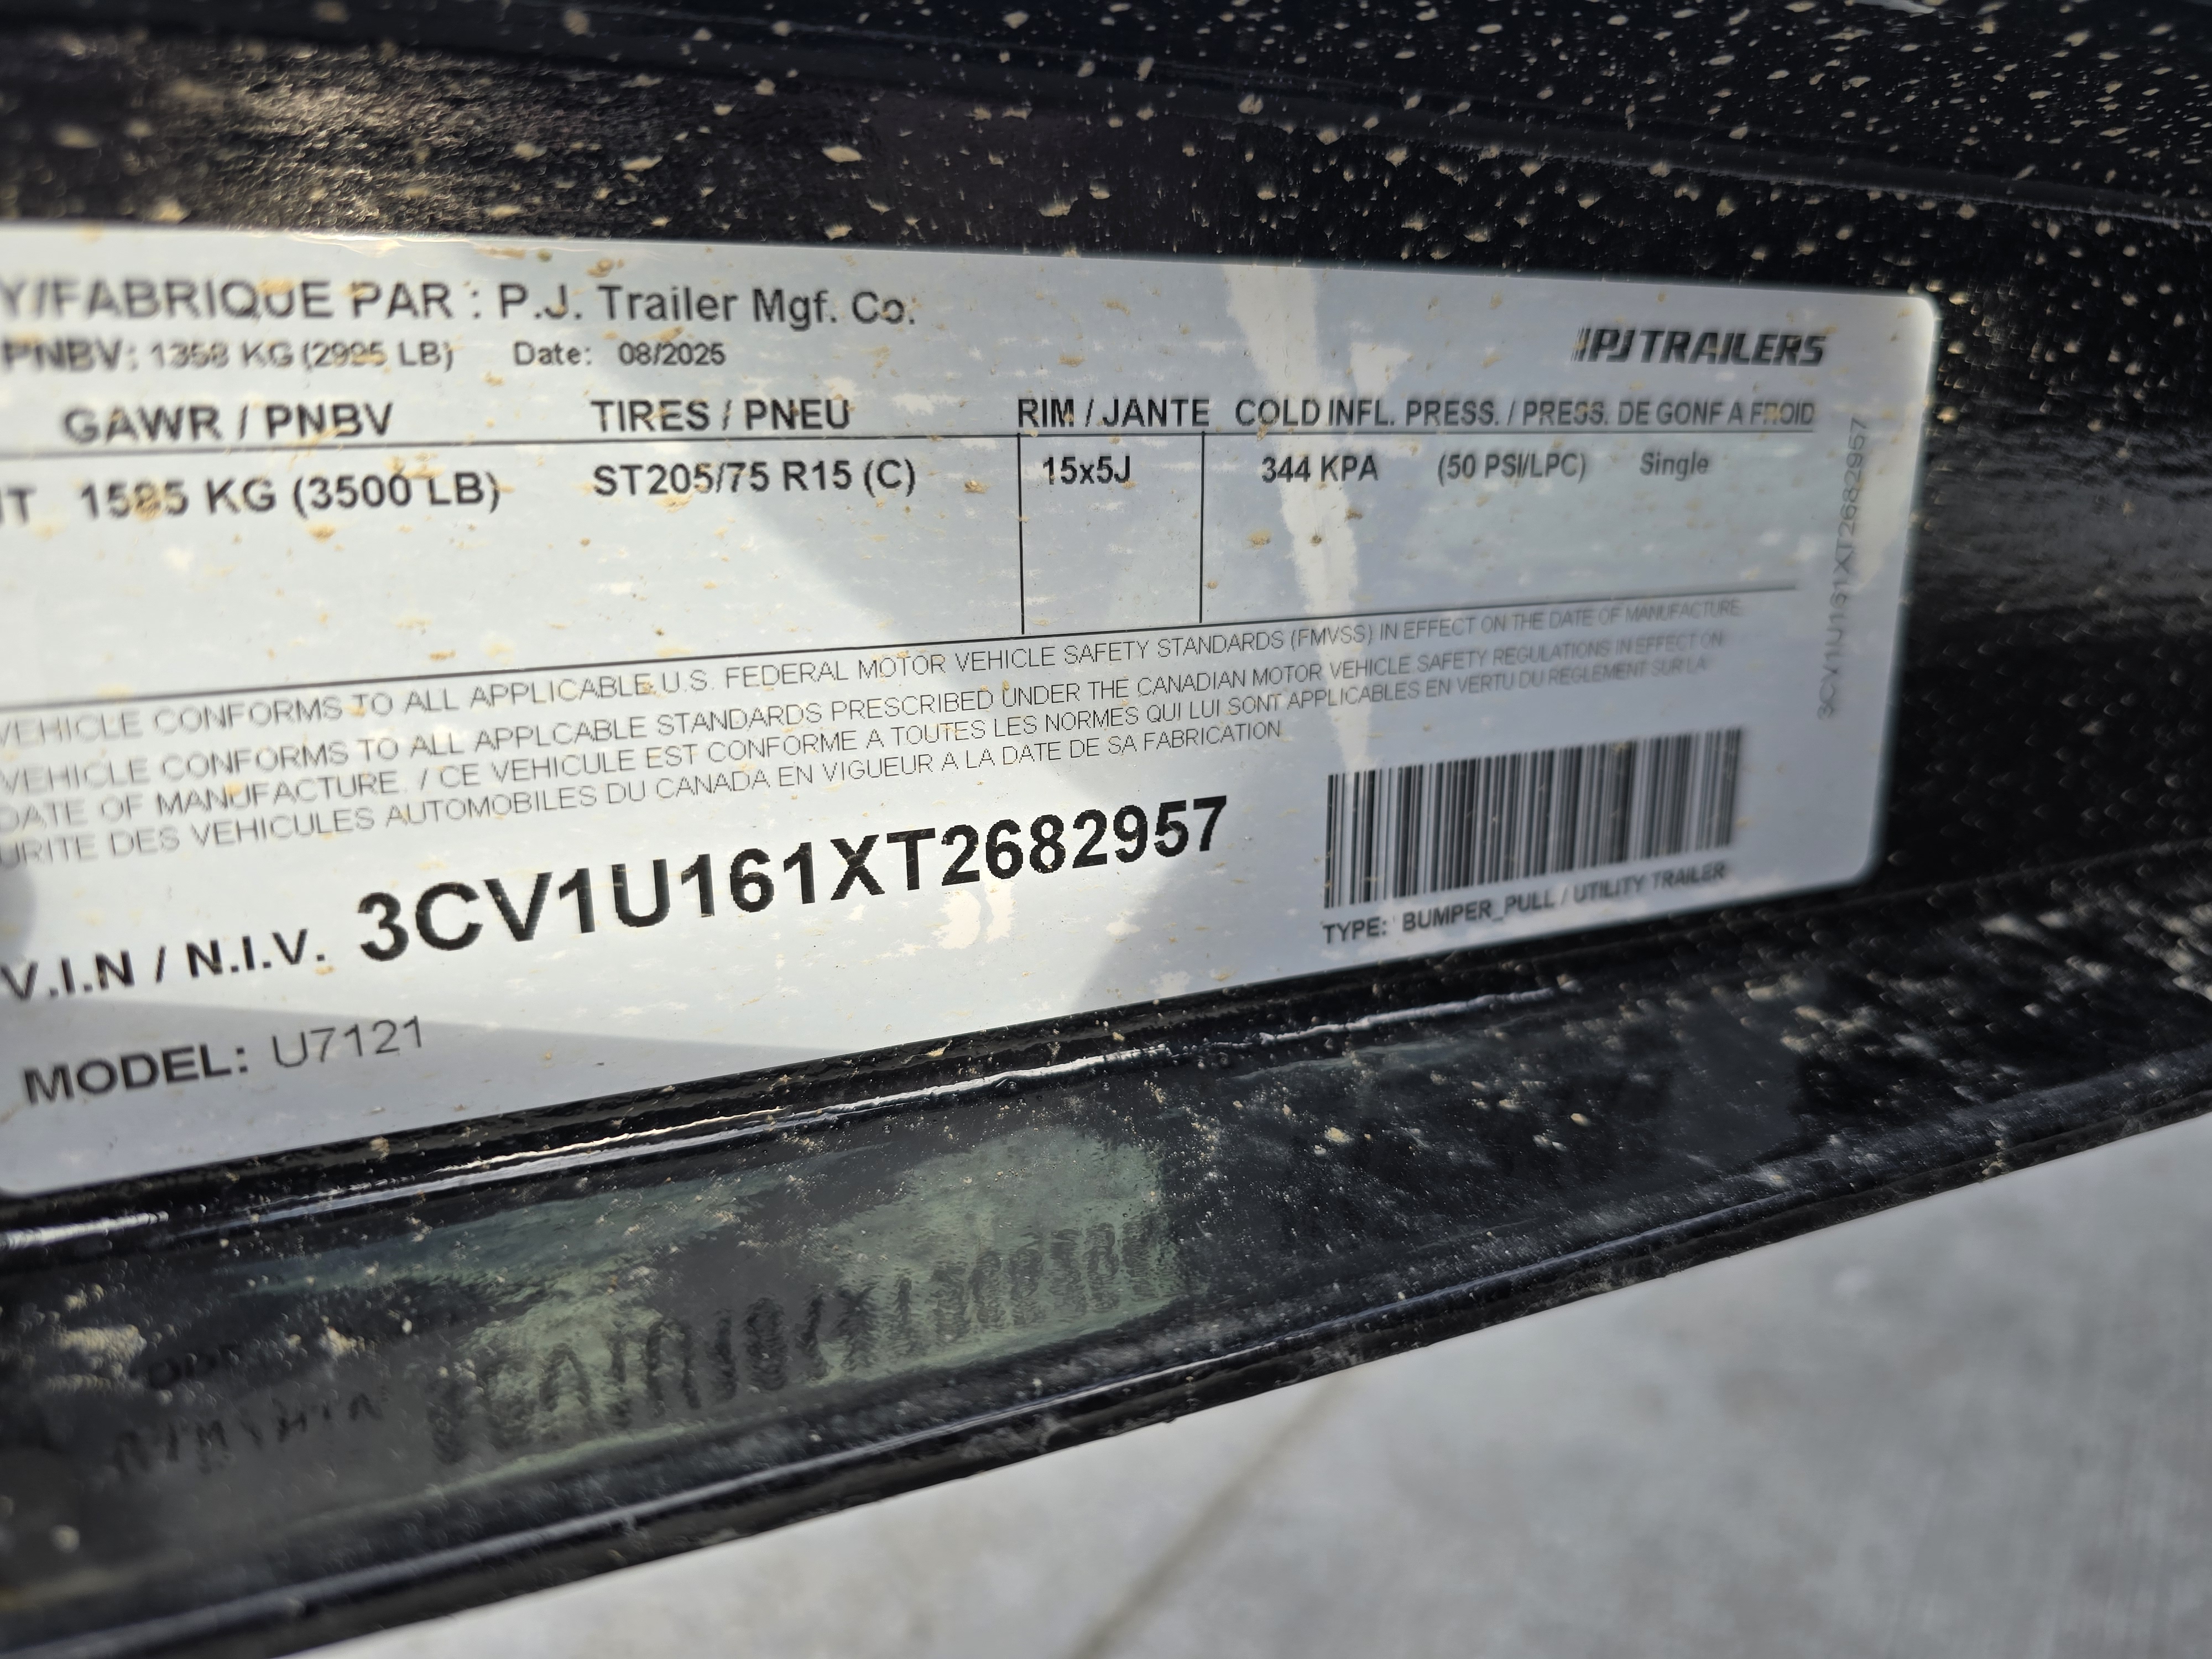 Y/FABRIQUE PAR : P.J. Trailer Mgf. Co.
PNBV: 1358 KG (2995 LB) Date: 08/2025
PJ TRAILERS
GAWR / PNBV TIRES / PNEU RIM / JANTE COLD INFL. PRESS. / PRESS. DE GONF A FROID
IT 1585 KG (3500 LB) ST205/75 R15 (C) 15x5J 344 KPA (50 PSI/LPC) Single
VEHICLE CONFORMS TO ALL APPLICABLE U.S. FEDERAL MOTOR VEHICLE SAFETY STANDARDS (FMVSS) IN EFFECT ON THE DATE OF MANUFACTURE.
VEHICLE CONFORMS TO ALL APPLCABLE STANDARDS PRESCRIBED UNDER THE CANADIAN MOTOR VEHICLE SAFETY REGULATIONS IN EFFECT ON
DATE OF MANUFACTURE. / CE VEHICULE EST CONFORME A TOUTES LES NORMES QUI LUI SONT APPLICABLES EN VERTU DU REGLEMENT SUR LA
URITE DES VEHICULES AUTOMOBILES DU CANADA EN VIGUEUR A LA DATE DE SA FABRICATION
V.I.N / N.I.V. 3CV1U161XT2682957
TYPE: BUMPER_PULL / UTILITY TRAILER
MODEL: U7121
3CV1U161XT2682957